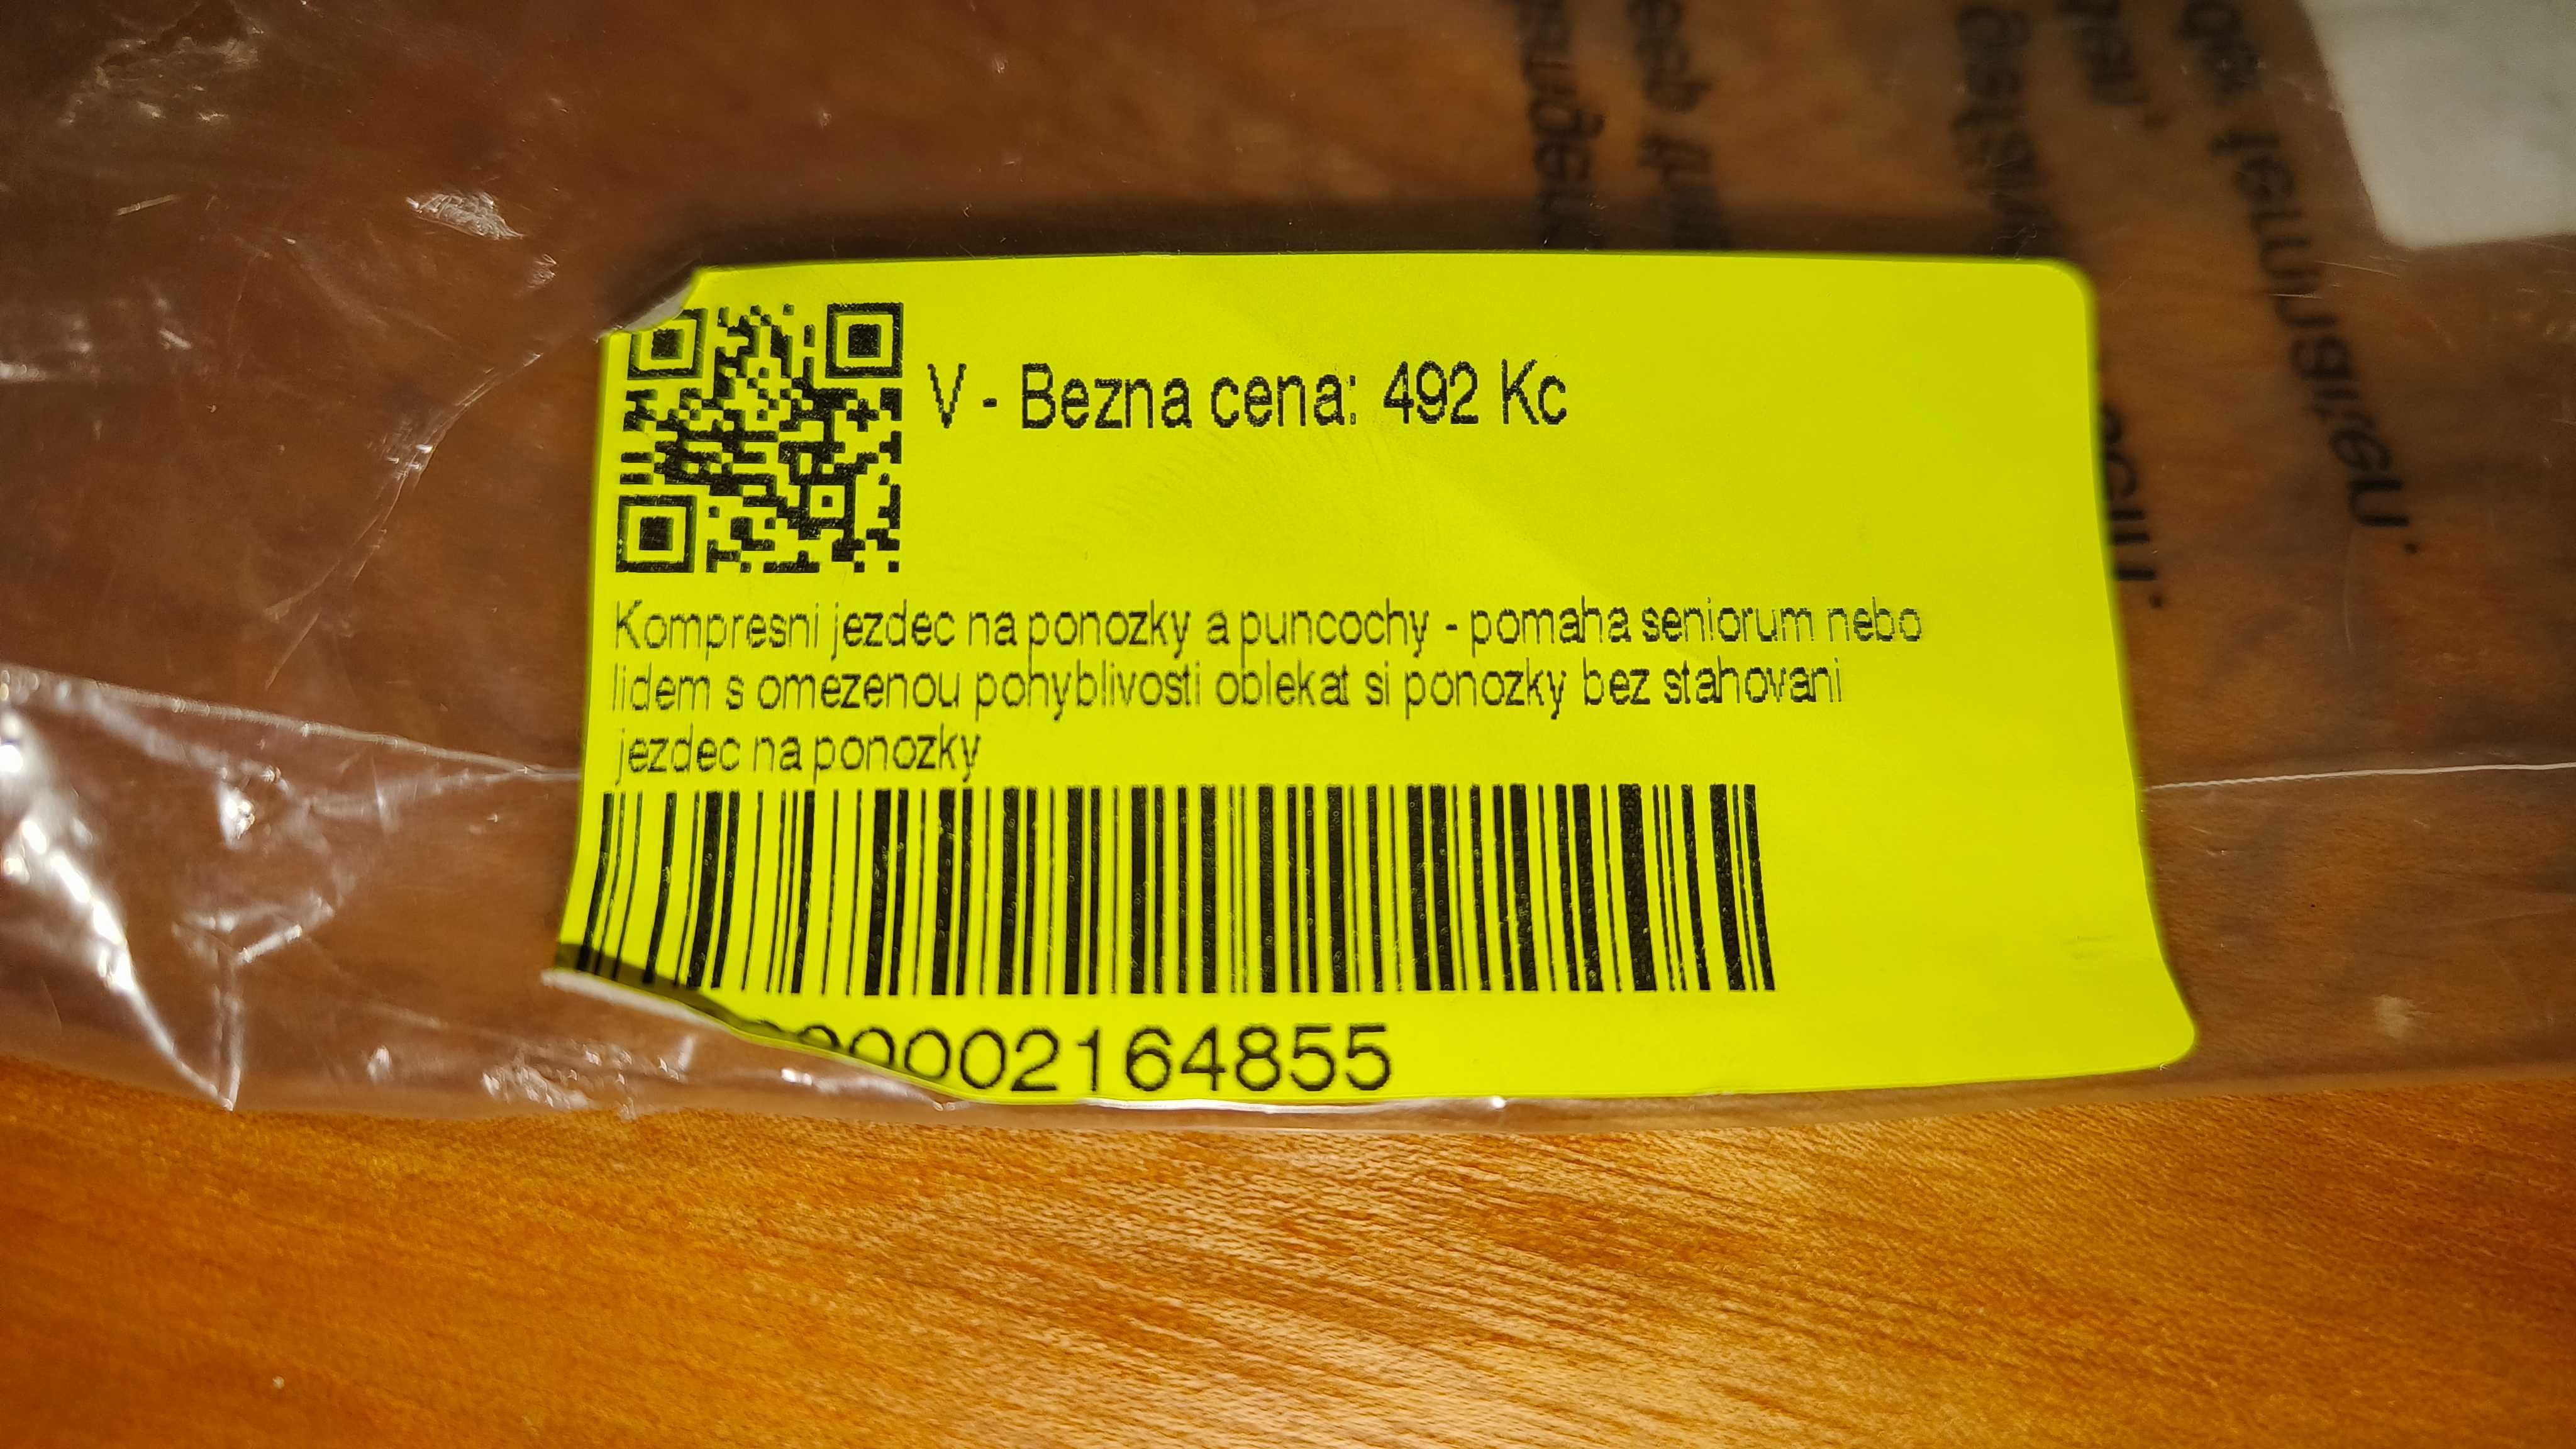 V - Bezna cena: 492 Kc
Kompresni jezdec na ponozky a puncochy - pomaha seniorum nebo
lidem s omezenou pohyblivosti oblekat si ponozky bez stahovani
jezdec na ponozky
00002164855